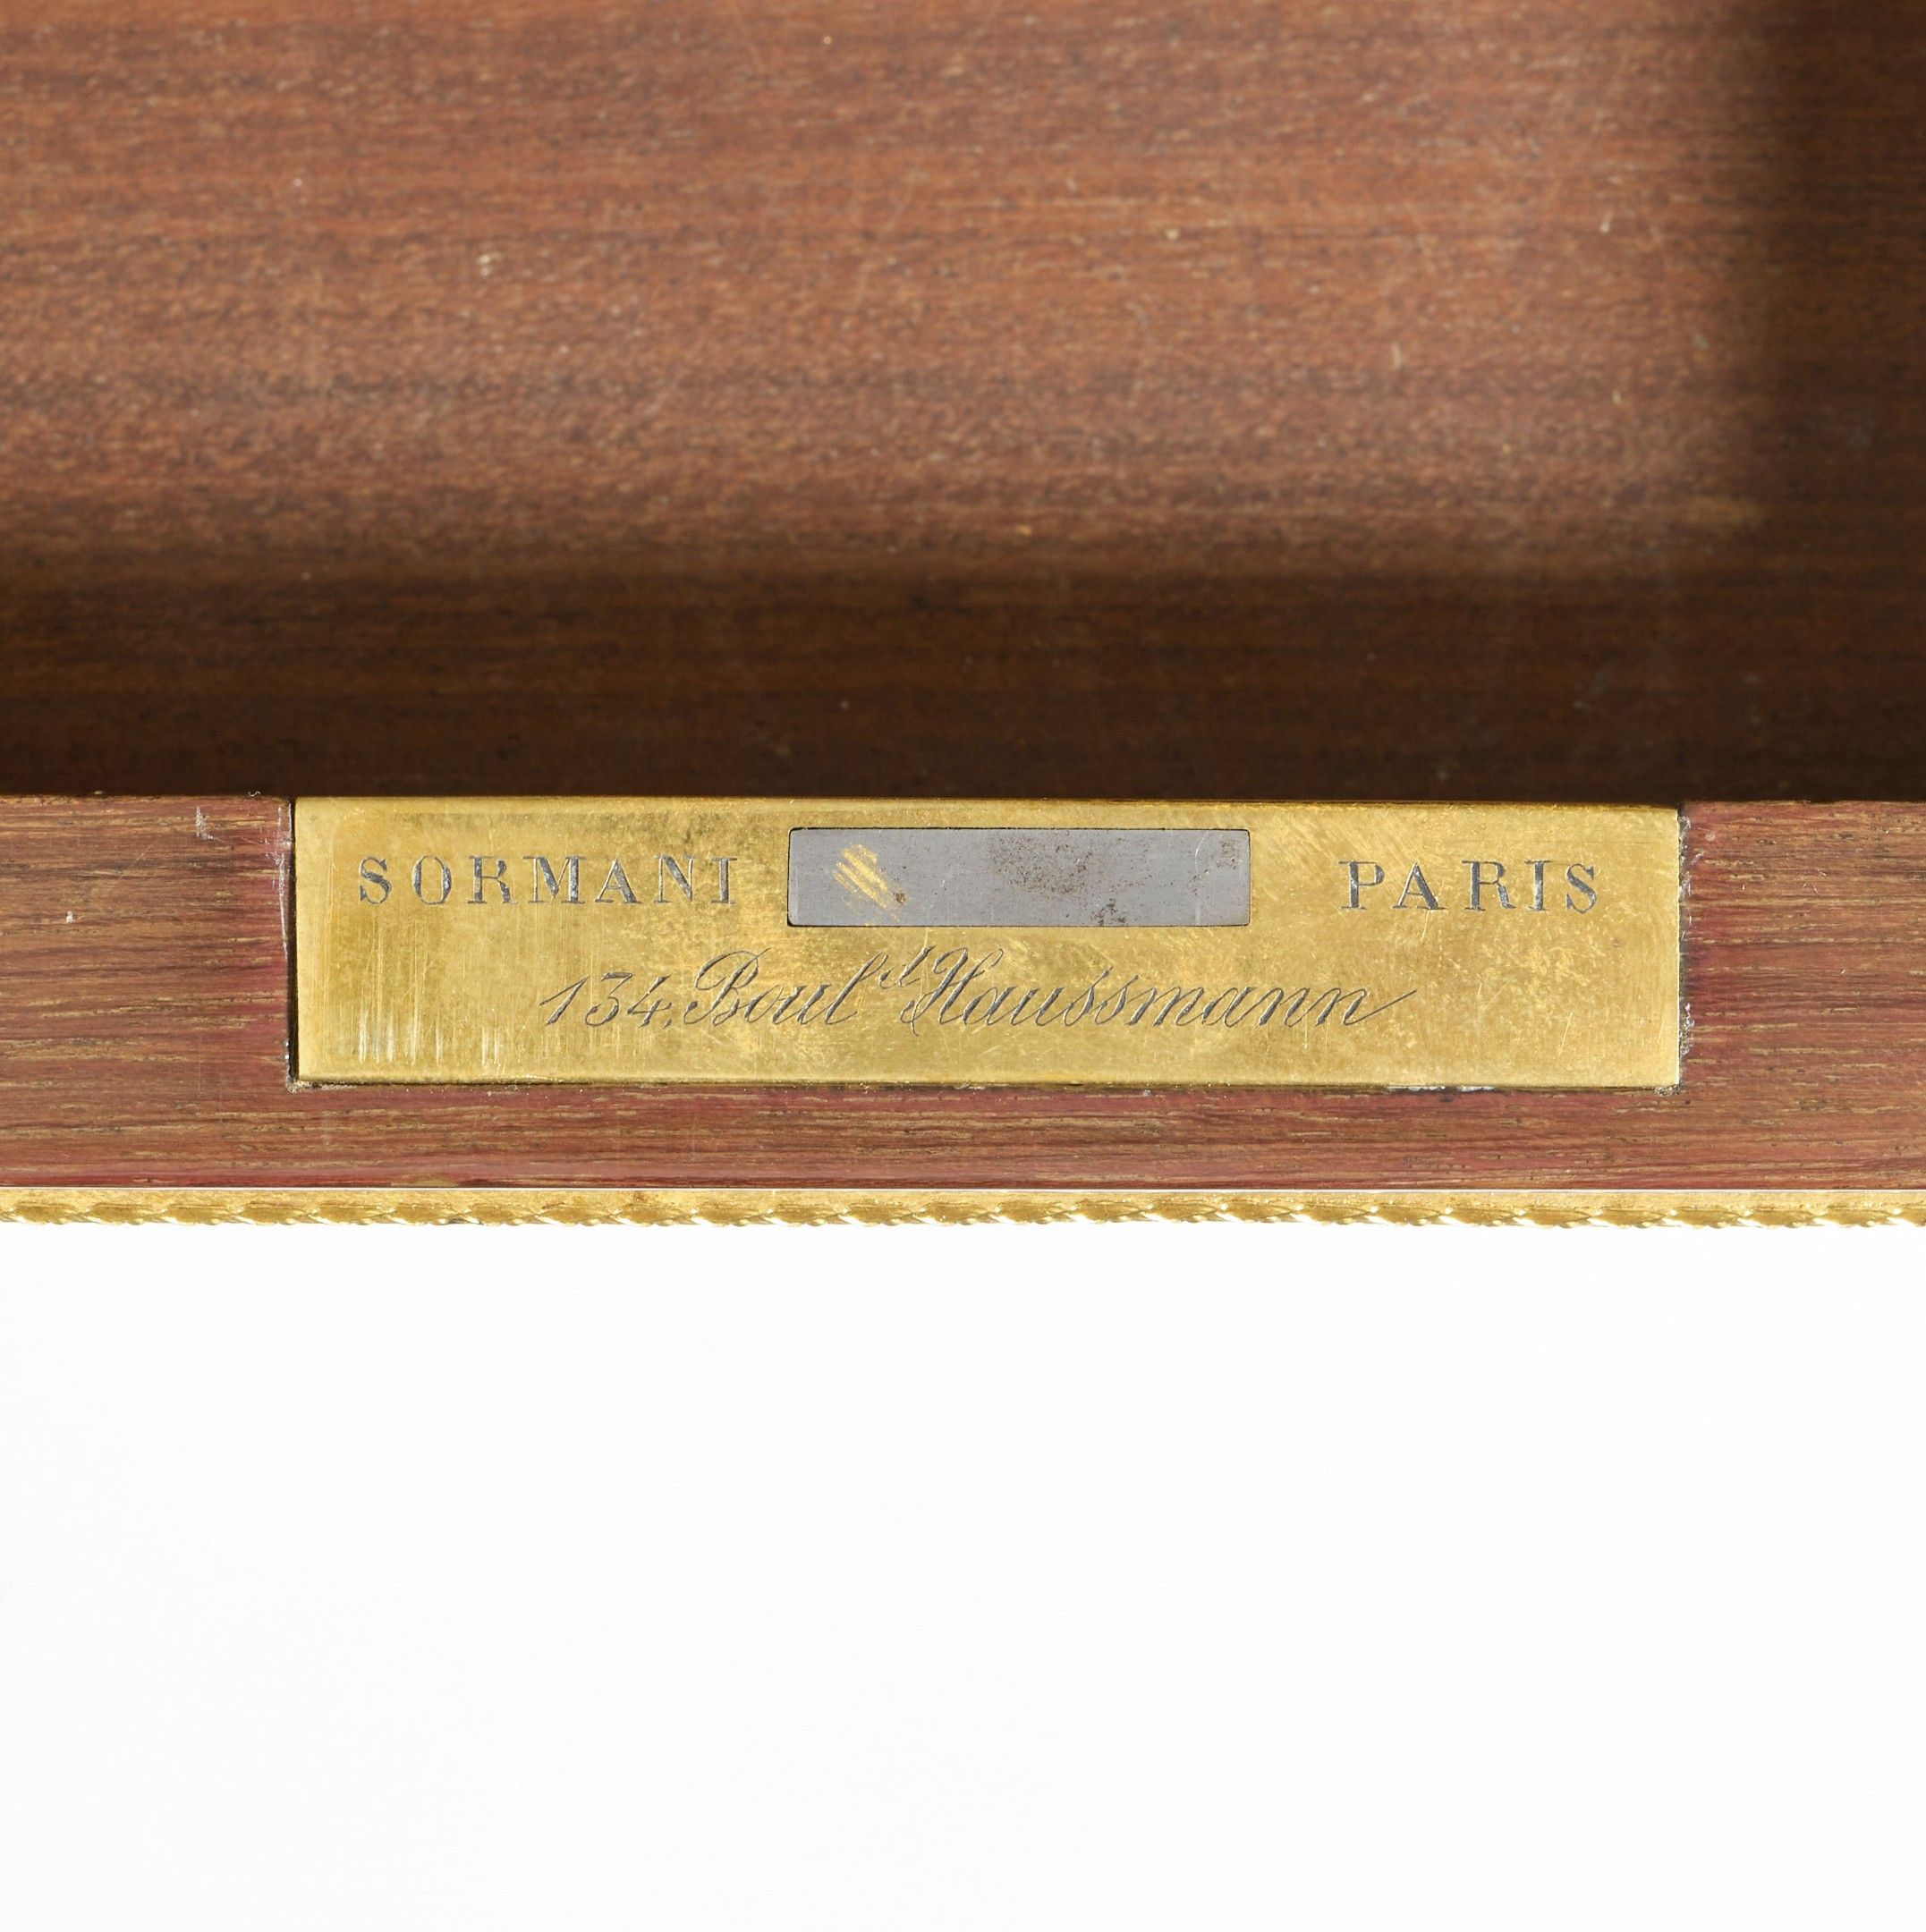 SORMANI PARIS
134, Boul^d Haussmann